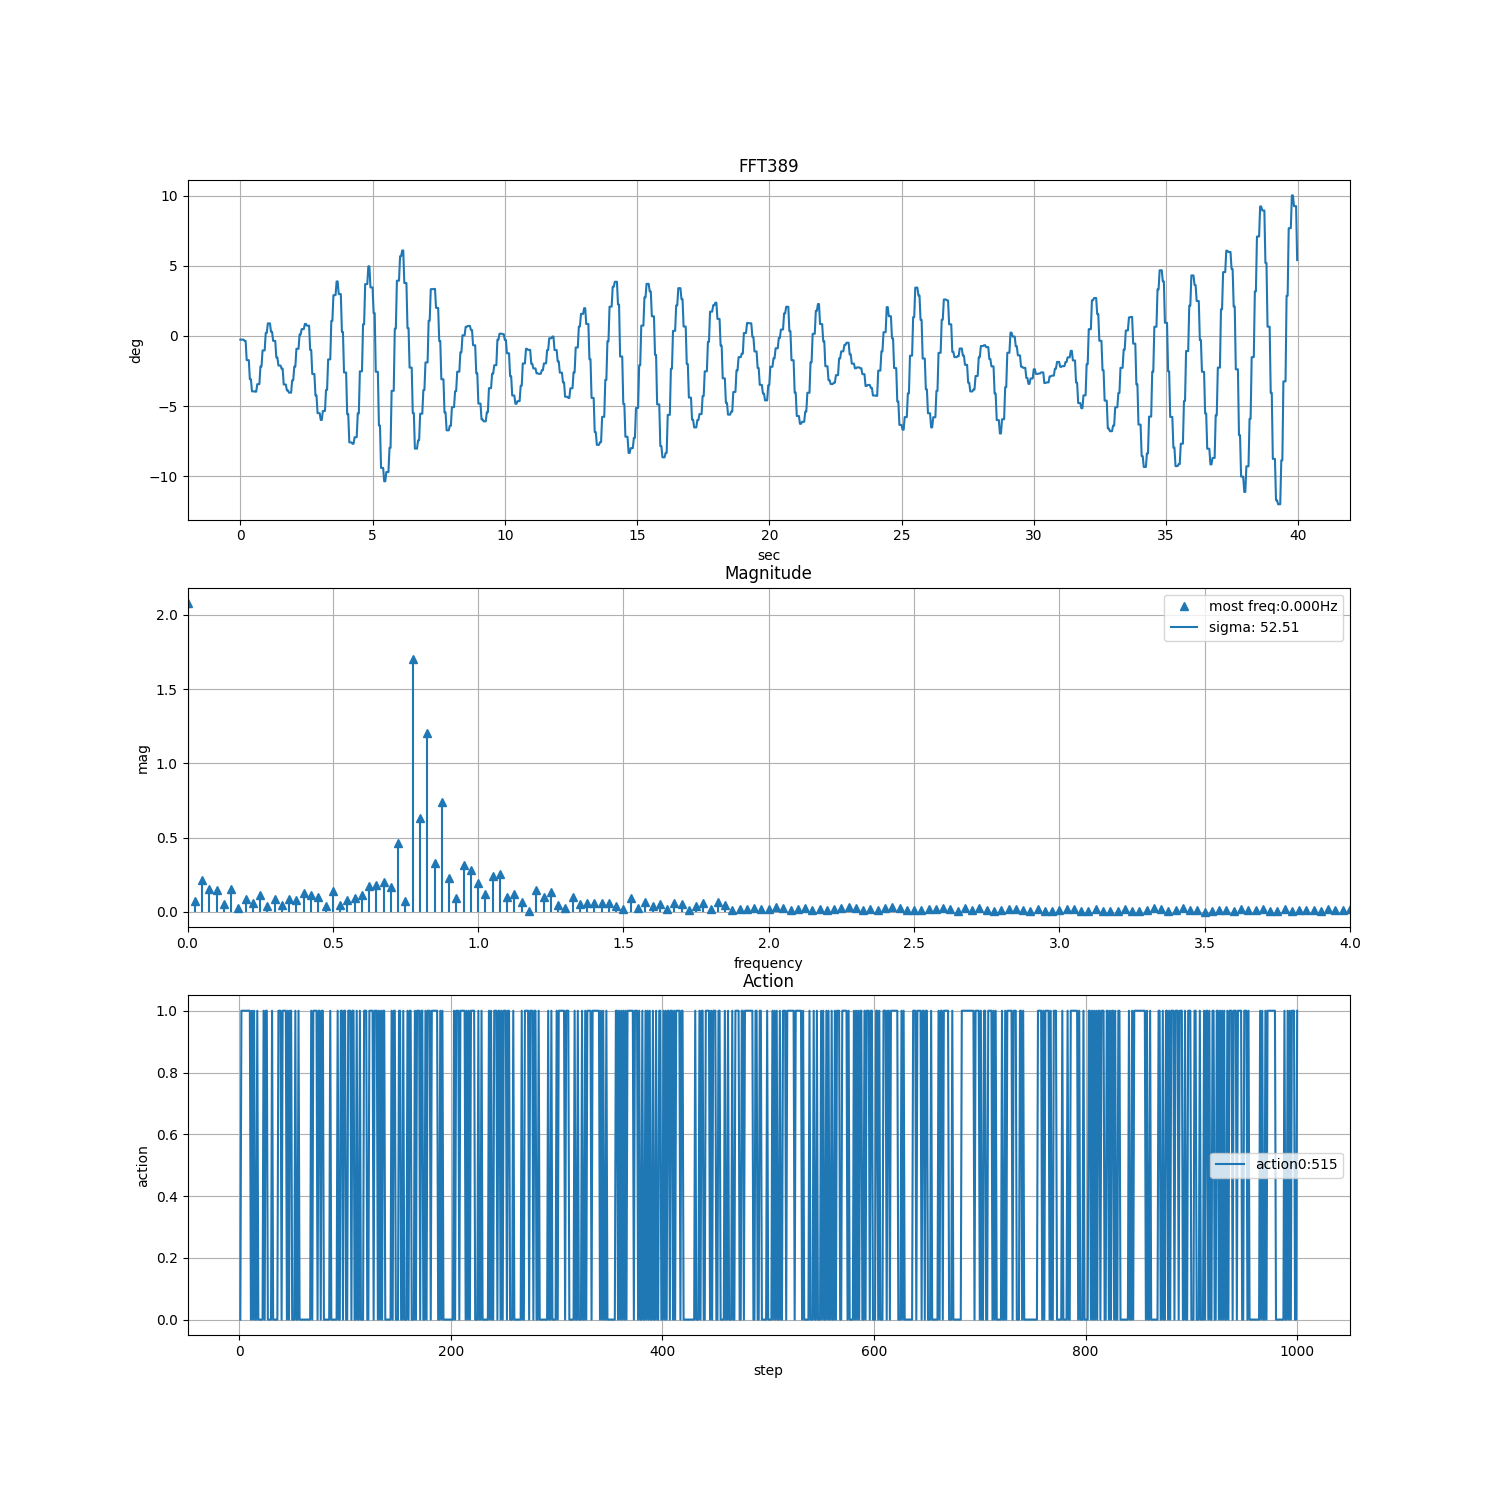 FFT389
10
5
0
−5
−10
deg
0 5 10 15 20 25 30 35 40
sec
Magnitude
2.0
1.5
1.0
0.5
0.0
mag
most freq:0.000Hz
sigma: 52.51
0.0 0.5 1.0 1.5 2.0 2.5 3.0 3.5 4.0
frequency
Action
1.0
0.8
0.6
0.4
0.2
0.0
action
action0:515
0 200 400 600 800 1000
step